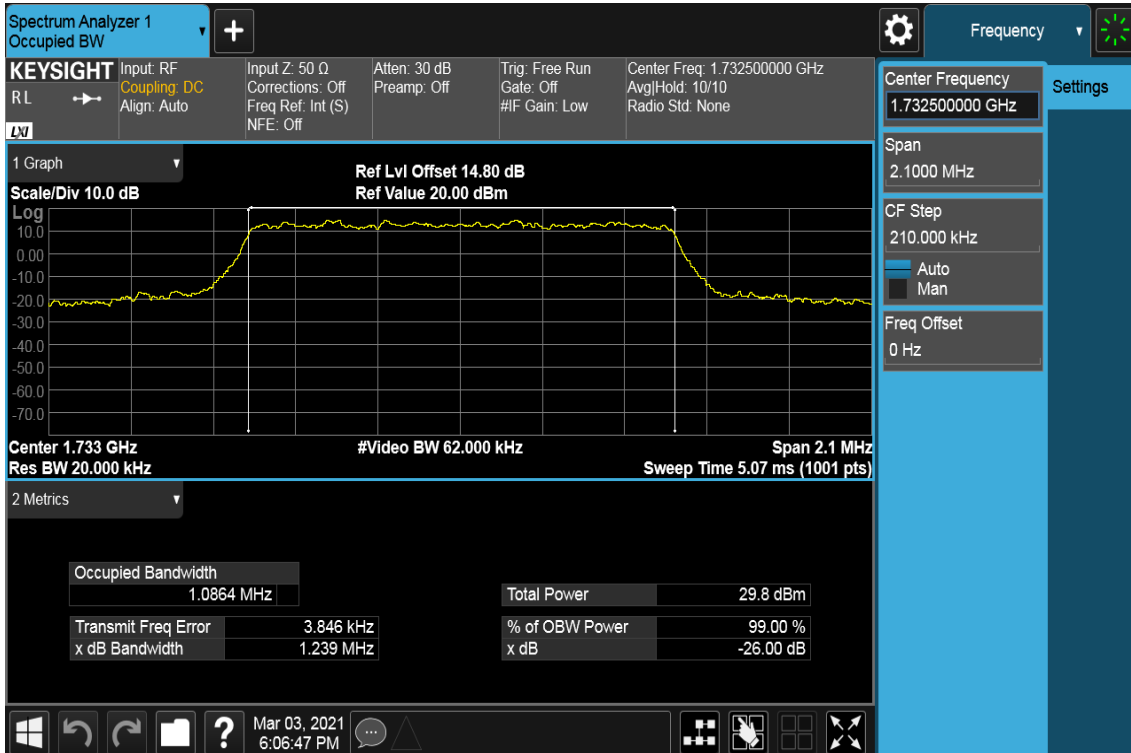 Spectrum Analyzer 1
Occupied BW
+
Frequency
KEYSIGHT
R L
LXI
Input: RF
Coupling: DC
Align: Auto
Input Z: 50 Ω
Corrections: Off
Freq Ref: Int (S)
NFE: Off
Atten: 30 dB
Preamp: Off
Trig: Free Run
Gate: Off
#IF Gain: Low
Center Freq: 1.732500000 GHz
Avg|Hold: 10/10
Radio Std: None
Center Frequency
1.732500000 GHz
Settings
Span
2.1000 MHz
CF Step
210.000 kHz
Auto
Man
Freq Offset
0 Hz
1 Graph
Scale/Div 10.0 dB
Ref Lvl Offset 14.80 dB
Ref Value 20.00 dBm
Log
10.0
0.00
-10.0
-20.0
-30.0
-40.0
-50.0
-60.0
-70.0
Center 1.733 GHz
#Video BW 62.000 kHz
Span 2.1 MHz
Res BW 20.000 kHz
Sweep Time 5.07 ms (1001 pts)
2 Metrics
Occupied Bandwidth
1.0864 MHz
Transmit Freq Error 3.846 kHz
x dB Bandwidth 1.239 MHz
Total Power 29.8 dBm
% of OBW Power 99.00 %
x dB -26.00 dB
?
Mar 03, 2021
6:06:47 PM